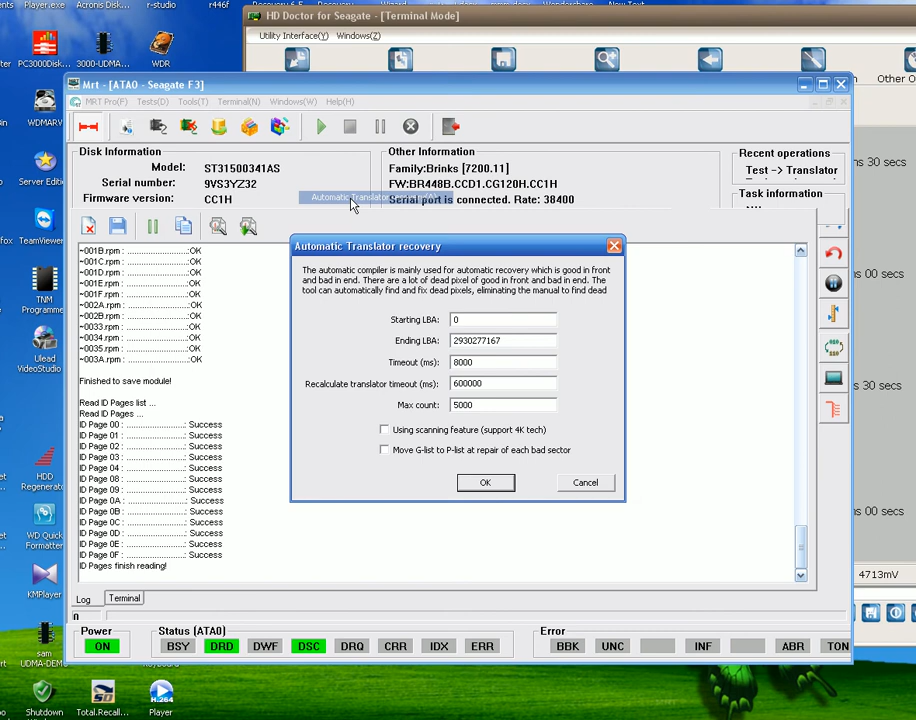 Player.exe
Acronis Disk...
r-studio
r446f
HD Doctor for Seagate - [Terminal Mode]
Utility Interface(Y) Windows(Z)
PC3000Disk...
3000-UDMA...
WDR
Other O
Mrt - [ATA0 - Seagate F3]
MRT Pro(F) Tests(D) Tools(T) Terminal(N) Windows(W) Help(H)
WDMARV
Server Editi
TeamViewer
TNM
Programme
Ulead
VideoStudio
HDD
Regenerato
WD Quick
Formatter
KMPlayer
sam
UDMA-DEM
Shutdown
Total.Recall...
Player
Disk Information
Model: ST31500341AS
Serial number: 9VS3YZ32
Firmware version: CC1H
Other Information
Family:Brinks [7200.11]
FW:BR448B.CCD1.CG120H.CC1H
Serial port is connected. Rate: 38400
Recent operations
Test -> Translator
Task information
Automatic Translator
~001B.rpm : ........................:OK
~001C.rpm : ........................:OK
~001D.rpm : ........................:OK
~001E.rpm : ........................:OK
~001F.rpm : ........................:OK
~002A.rpm : ........................:OK
~002B.rpm : ........................:OK
~0033.rpm : ........................:OK
~0034.rpm : ........................:OK
~0035.rpm : ........................:OK
~003A.rpm : ........................:OK
Finished to save module!
Read ID Pages list ...
Read ID Pages ...
ID Page 00 : ........................: Success
ID Page 01 : ........................: Success
ID Page 02 : ........................: Success
ID Page 03 : ........................: Success
ID Page 04 : ........................: Success
ID Page 06 : ........................: Success
ID Page 08 : ........................: Success
ID Page 09 : ........................: Success
ID Page 0A : ........................: Success
ID Page 0B : ........................: Success
ID Page 0C : ........................: Success
ID Page 0D : ........................: Success
ID Page 0E : ........................: Success
ID Page 0F : ........................: Success
ID Pages finish reading!
Automatic Translator recovery
The automatic compiler is mainly used for automatic recovery which is good in front
and bad in end. There are a lot of dead pixel of good in front and bad in end. The
tool can automatically find and fix dead pixels, eliminating the manual to find dead
Starting LBA: 0
Ending LBA: 2930277167
Timeout (ms): 8000
Recalculate translator timeout (ms): 600000
Max count: 5000
Using scanning feature (support 4K tech)
Move G-list to P-list at repair of each bad sector
OK Cancel
Log Terminal
Power
ON
Status (ATA0)
BSY DRD DWF DSC DRQ CRR IDX ERR
Error
BBK UNC INF ABR TON
ns 30 secs
ns 00 secs
s 30 secs
ns 00 secs
4713mV